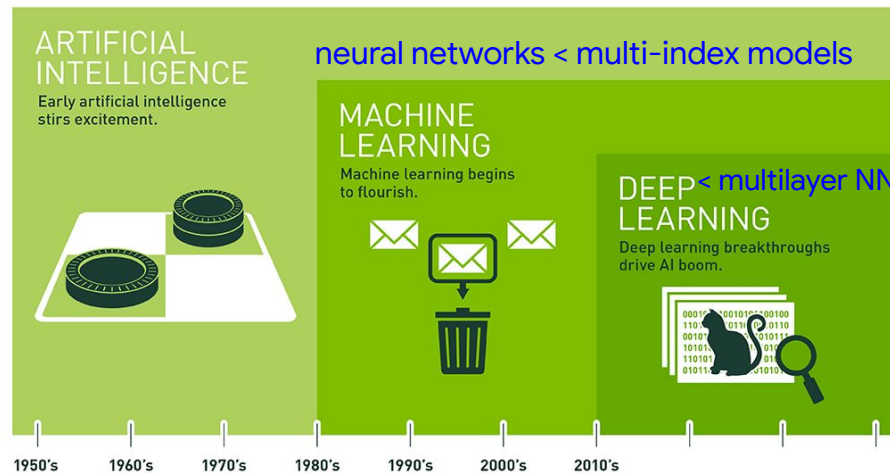 ARTIFICIAL
INTELLIGENCE
Early artificial intelligence
stirs excitement.
neural networks < multi-index models
MACHINE
LEARNING
Machine learning begins
to flourish.
DEEP < multilayer NN
LEARNING
Deep learning breakthroughs
drive AI boom.
1950's 1960's 1970's 1980's 1990's 2000's 2010's